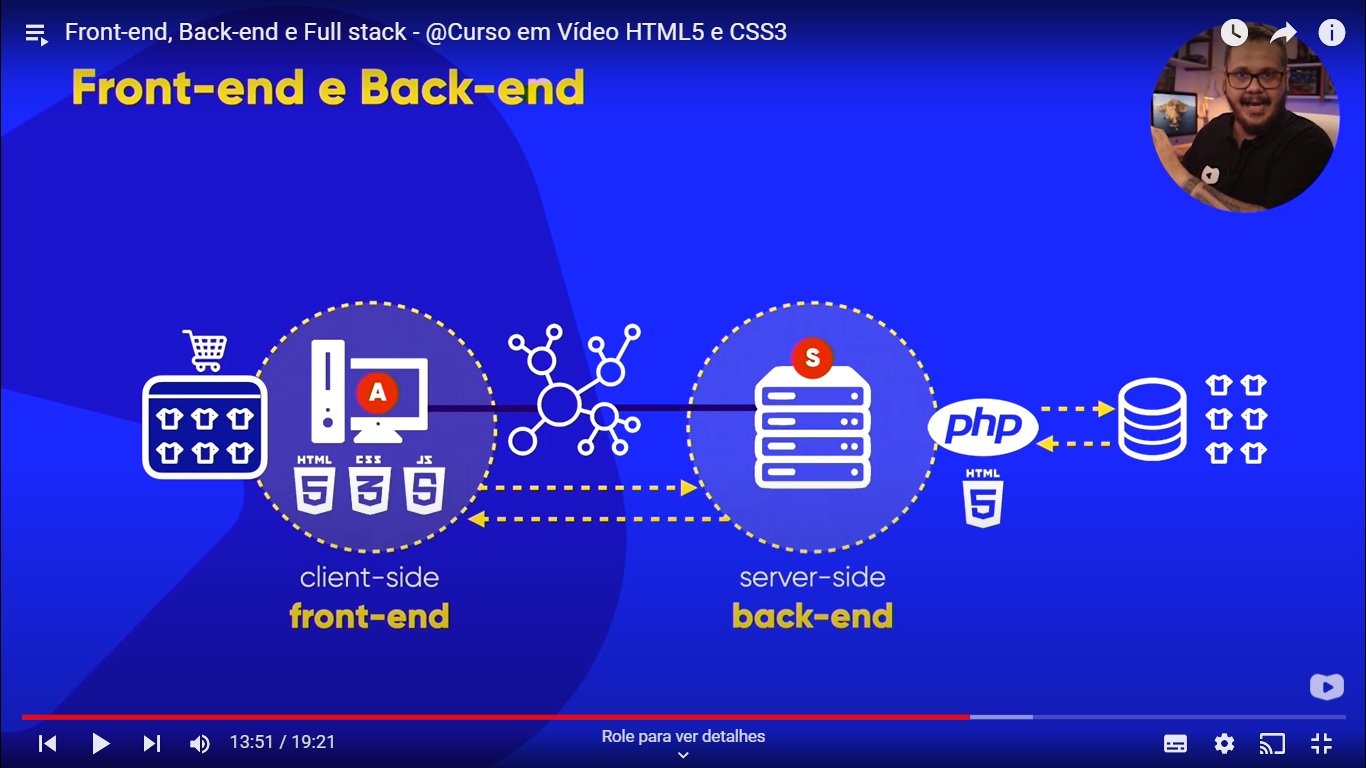 Front-end, Back-end e Full stack - @Curso em Vídeo HTML5 e CSS3
Front-end e Back-end
A
S
HTML CSS JS
5 3 S
php
HTML
5
client-side
front-end
server-side
back-end
13:51 / 19:21
Role para ver detalhes